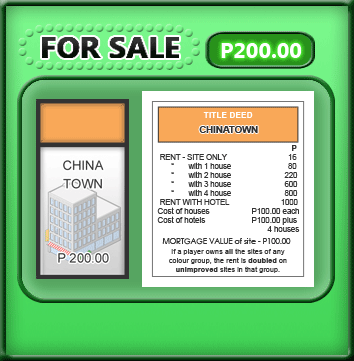 FOR SALE P200.00
CHINA
TOWN
P 200.00
TITLE DEED
CHINATOWN
P
RENT - SITE ONLY 16
" with 1 house 80
" with 2 house 220
" with 3 house 600
" with 4 house 800
RENT WITH HOTEL 1000
Cost of houses P100.00 each
Cost of hotels P100.00 plus
4 houses
MORTGAGE VALUE of site - P100.00
if a player owns all the sites of any
colour group, the rent is doubled on
unimproved sites in that group.